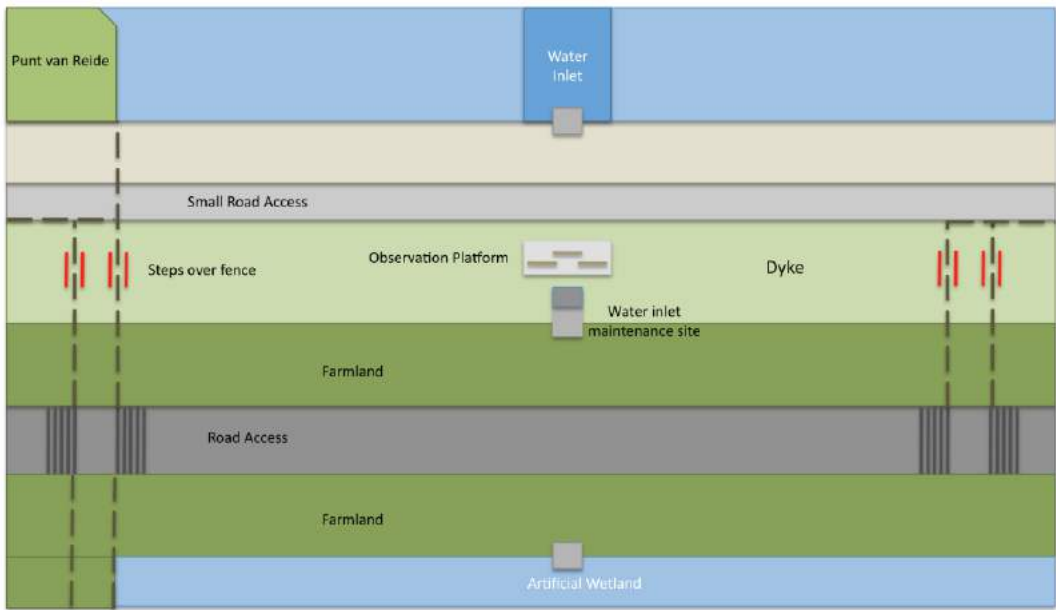 Punt van Reide
Water
Inlet
Small Road Access
Observation Platform
Steps over fence
Dyke
Water inlet
maintenance site
Farmland
Road Access
Farmland
Artificial Wetland